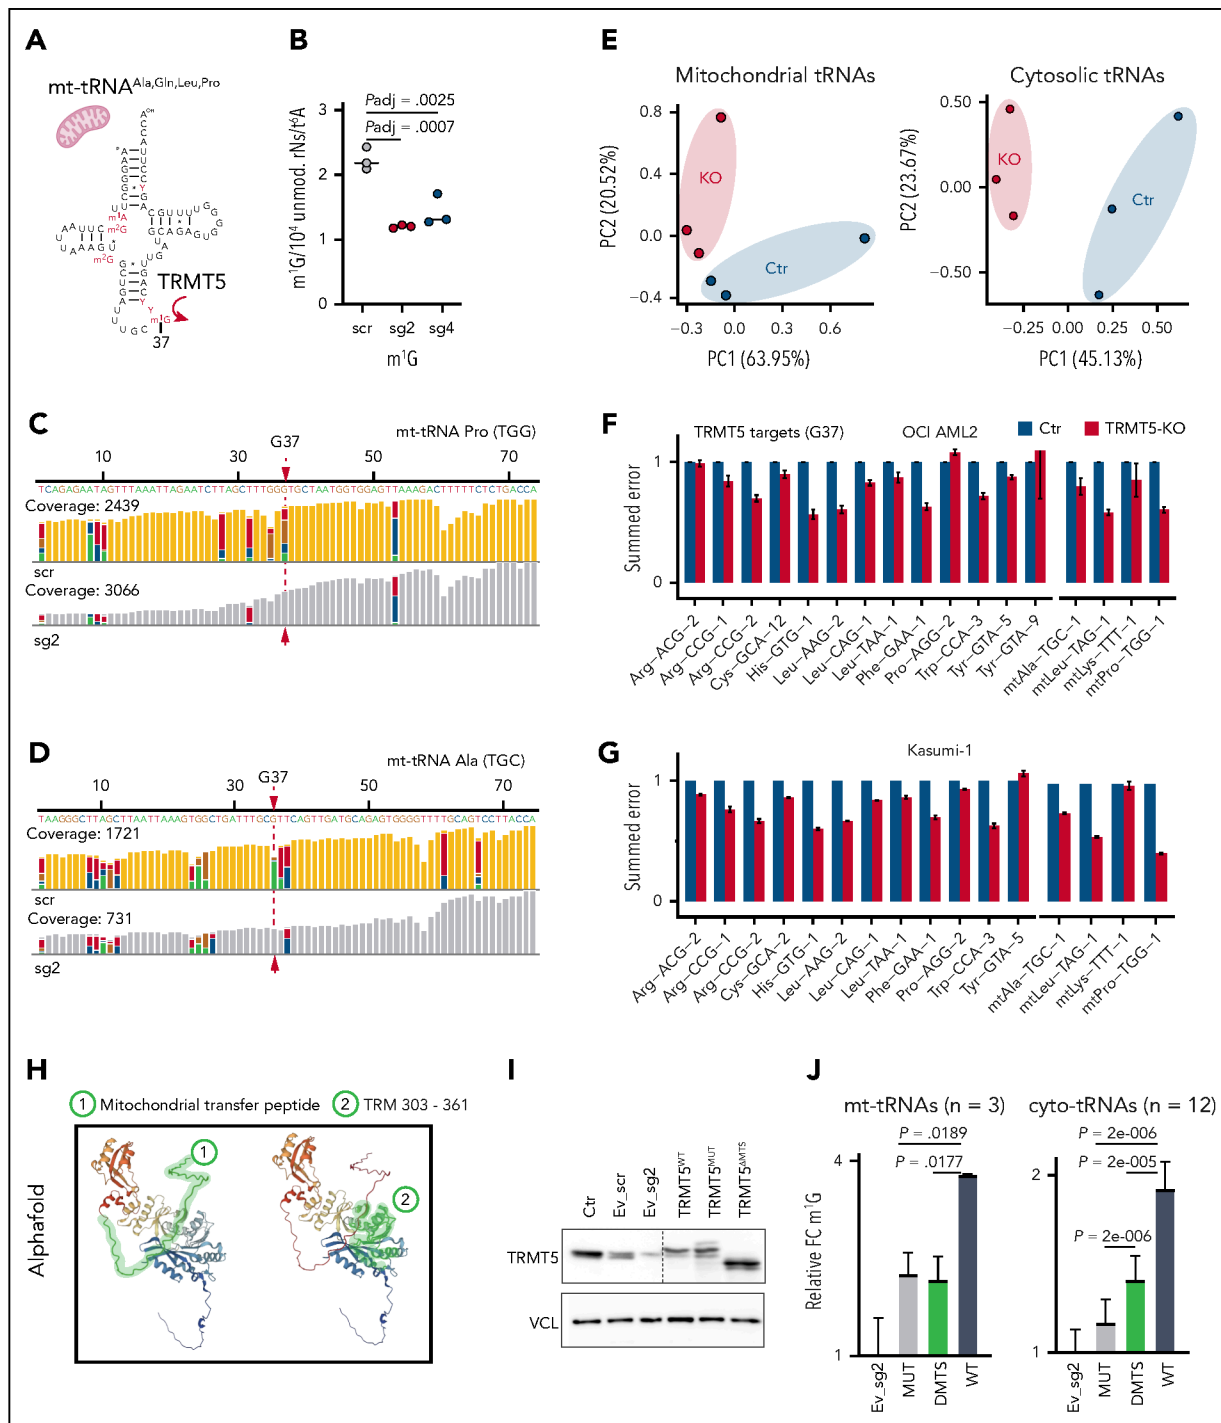 A
mt-tRNAAla,Gln,Leu,Pro
TRMT5
37
B
Padj = .0025
Padj = .0007
m1G/10^4 unmod. rNs/t6A
3
2
1
0
scr sg2 sg4
m1G
E
Mitochondrial tRNAs
PC2 (20.52%)
0.8
0.4
0.0
−0.4
KO
Ctr
−0.3 0.0 0.3 0.6
PC1 (63.95%)
Cytosolic tRNAs
PC2 (23.67%)
0.50
0.00
−0.50
KO
Ctr
−0.25 0.00 0.25 0.50
PC1 (45.13%)
C
G37
mt-tRNA Pro (TGG)
10 30 50 70
TCAGAGAATAGTTTAAATTAGAATCTTAGCTTTGGGTGCTAATGGTGGAGTTAAAGACTTTTTCTCTGACCA
Coverage: 2439
scr
Coverage: 3066
sg2
D
mt-tRNA Ala (TGC)
G37
10 30 50 70
TAAGGGCTTAGCTTAATTAAAGTGGCTGATTTGCGTTCAGTTGATGCAGAGTGGGGTTTTGCAGTCCTTACCA
Coverage: 1721
scr
Coverage: 731
sg2
F
TRMT5 targets (G37)
OCI AML2
Ctr
TRMT5-KO
Summed error
1
0
Arg−ACG−2
Arg−CCG−1
Arg−CCG−2
Cys−GCA−12
His−GTG−1
Leu−AAG−2
Leu−CAG−1
Leu−TAA−1
Phe−GAA−1
Pro−AGG−2
Trp−CCA−3
Tyr−GTA−5
Tyr−GTA−9
mtAla−TGC−1
mtLeu−TAG−1
mtLys−TTT−1
mtPro−TGG−1
G
Kasumi-1
Summed error
1
0
Arg−ACG−2
Arg−CCG−1
Arg−CCG−2
Cys−GCA−2
His−GTG−1
Leu−AAG−2
Leu−CAG−1
Leu−TAA−1
Phe−GAA−1
Pro−AGG−2
Trp−CCA−3
Tyr−GTA−5
mtAla−TGC−1
mtLeu−TAG−1
mtLys−TTT−1
mtPro−TGG−1
H
1 Mitochondrial transfer peptide 2 TRM 303 - 361
Alphafold
1
2
I
Ctr
Ev_scr
Ev_sg2
TRMT5WT
TRMT5MUT
TRMT5ΔMTS
TRMT5
VCL
J
mt-tRNAs (n = 3)
P = .0189
P = .0177
Relative FC m1G
4
1
Ev_sg2
MUT
DMTS
WT
cyto-tRNAs (n = 12)
P = 2e-006
P = 2e-005
P = 2e-006
2
1
Ev_sg2
MUT
DMTS
WT